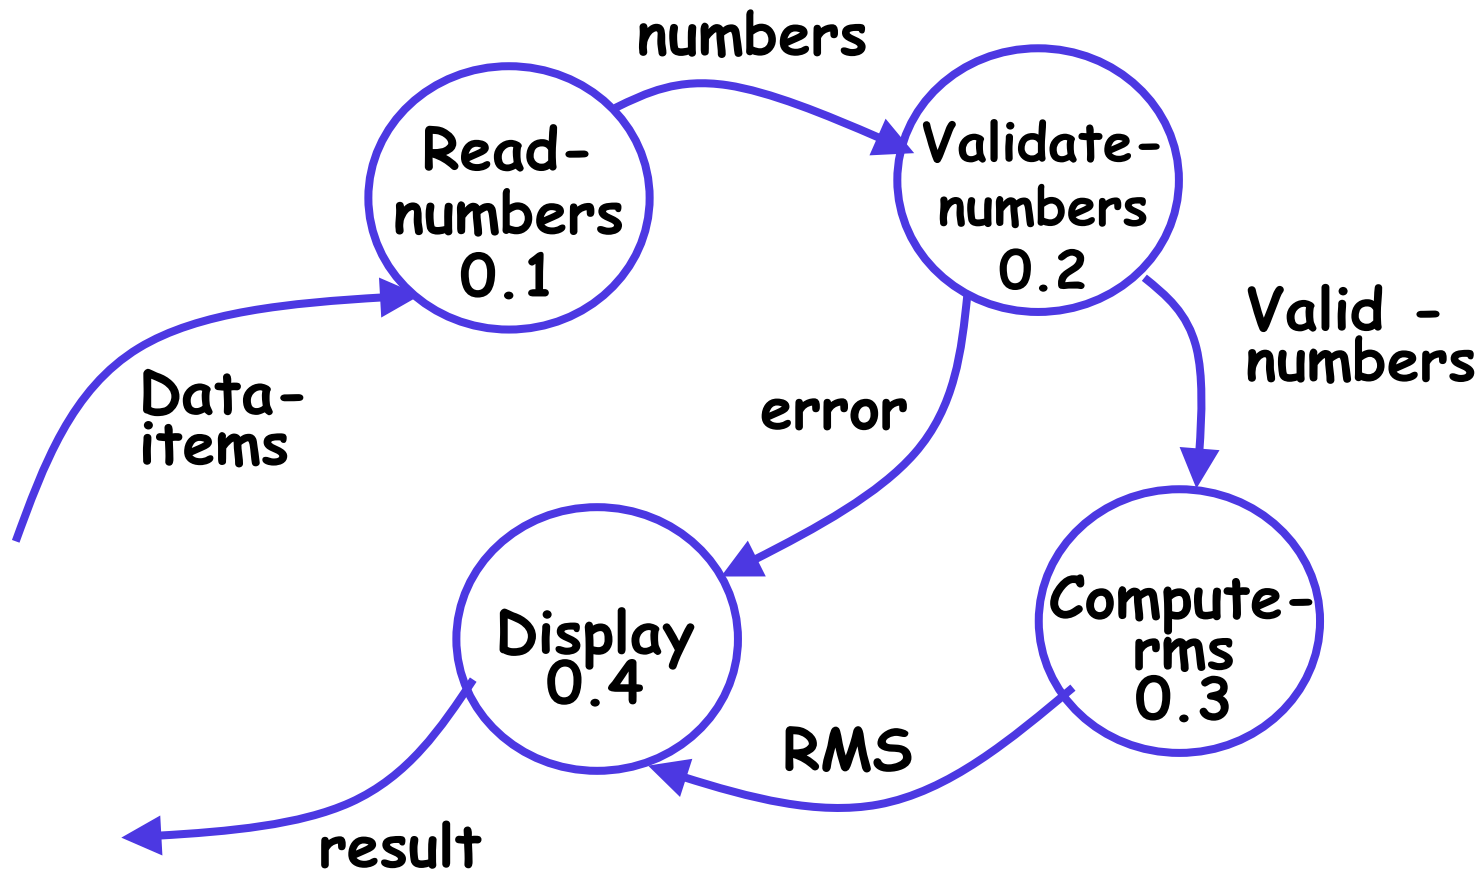 numbers
Read-
numbers
0.1
Validate-
numbers
0.2
Data-
items
error
Valid -
numbers
Display
0.4
Compute-
rms
0.3
RMS
result